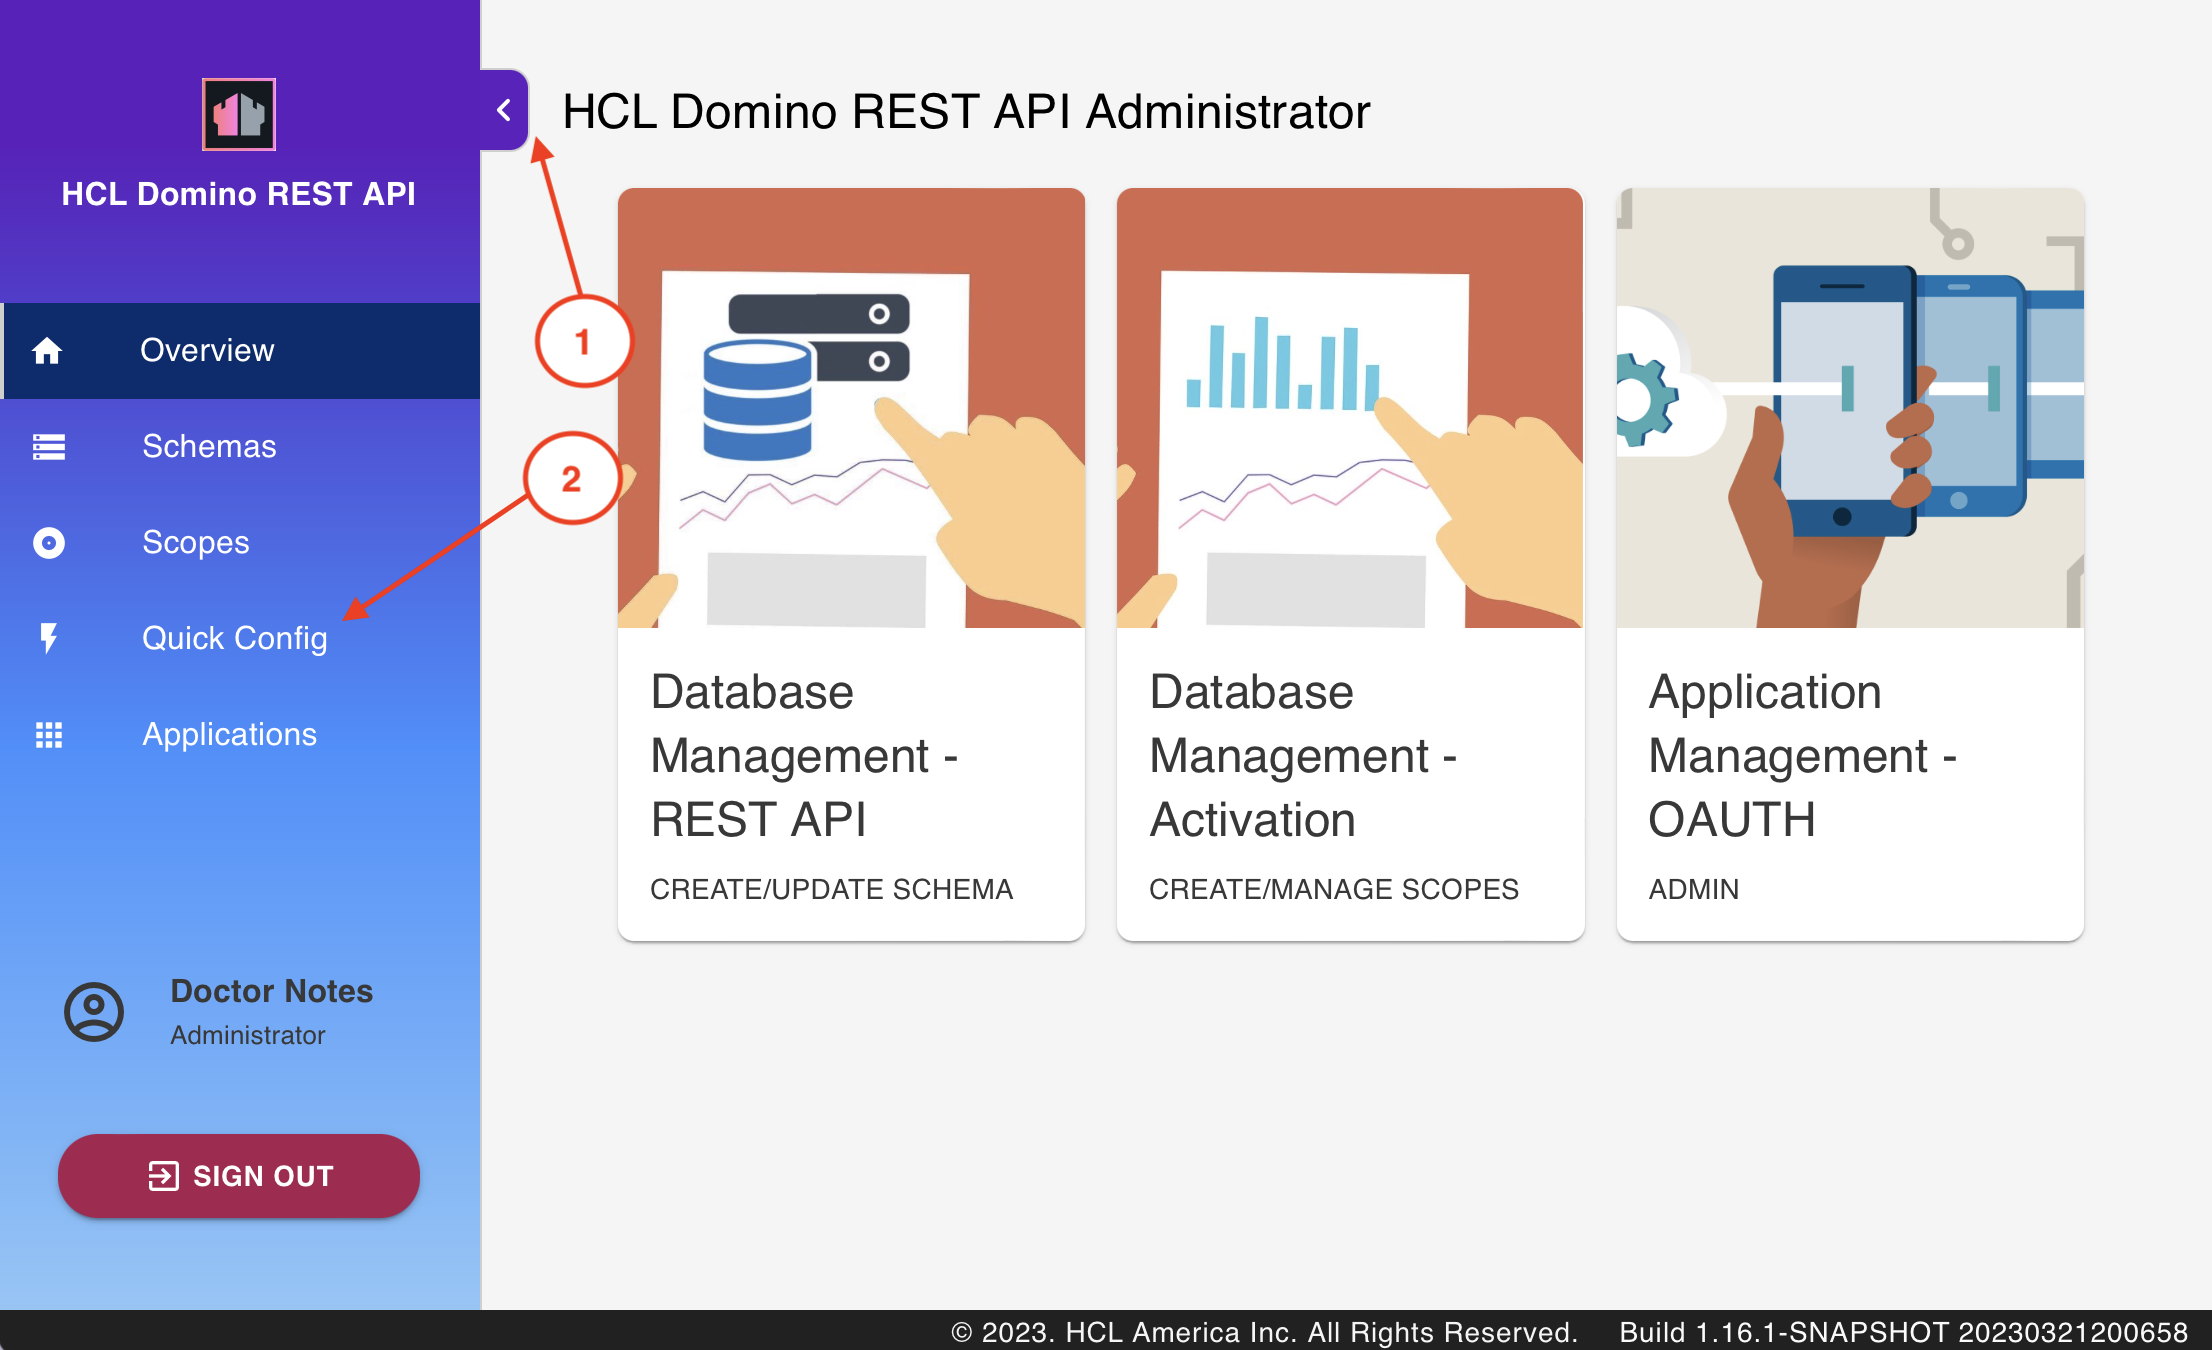 HCL Domino REST API
Overview
Schemas
Scopes
Quick Config
Applications
Doctor Notes
Administrator
SIGN OUT
HCL Domino REST API Administrator
1
2
Database
Management -
REST API
CREATE/UPDATE SCHEMA
Database
Management -
Activation
CREATE/MANAGE SCOPES
Application
Management -
OAUTH
ADMIN
© 2023. HCL America Inc. All Rights Reserved. Build 1.16.1-SNAPSHOT 20230321200658